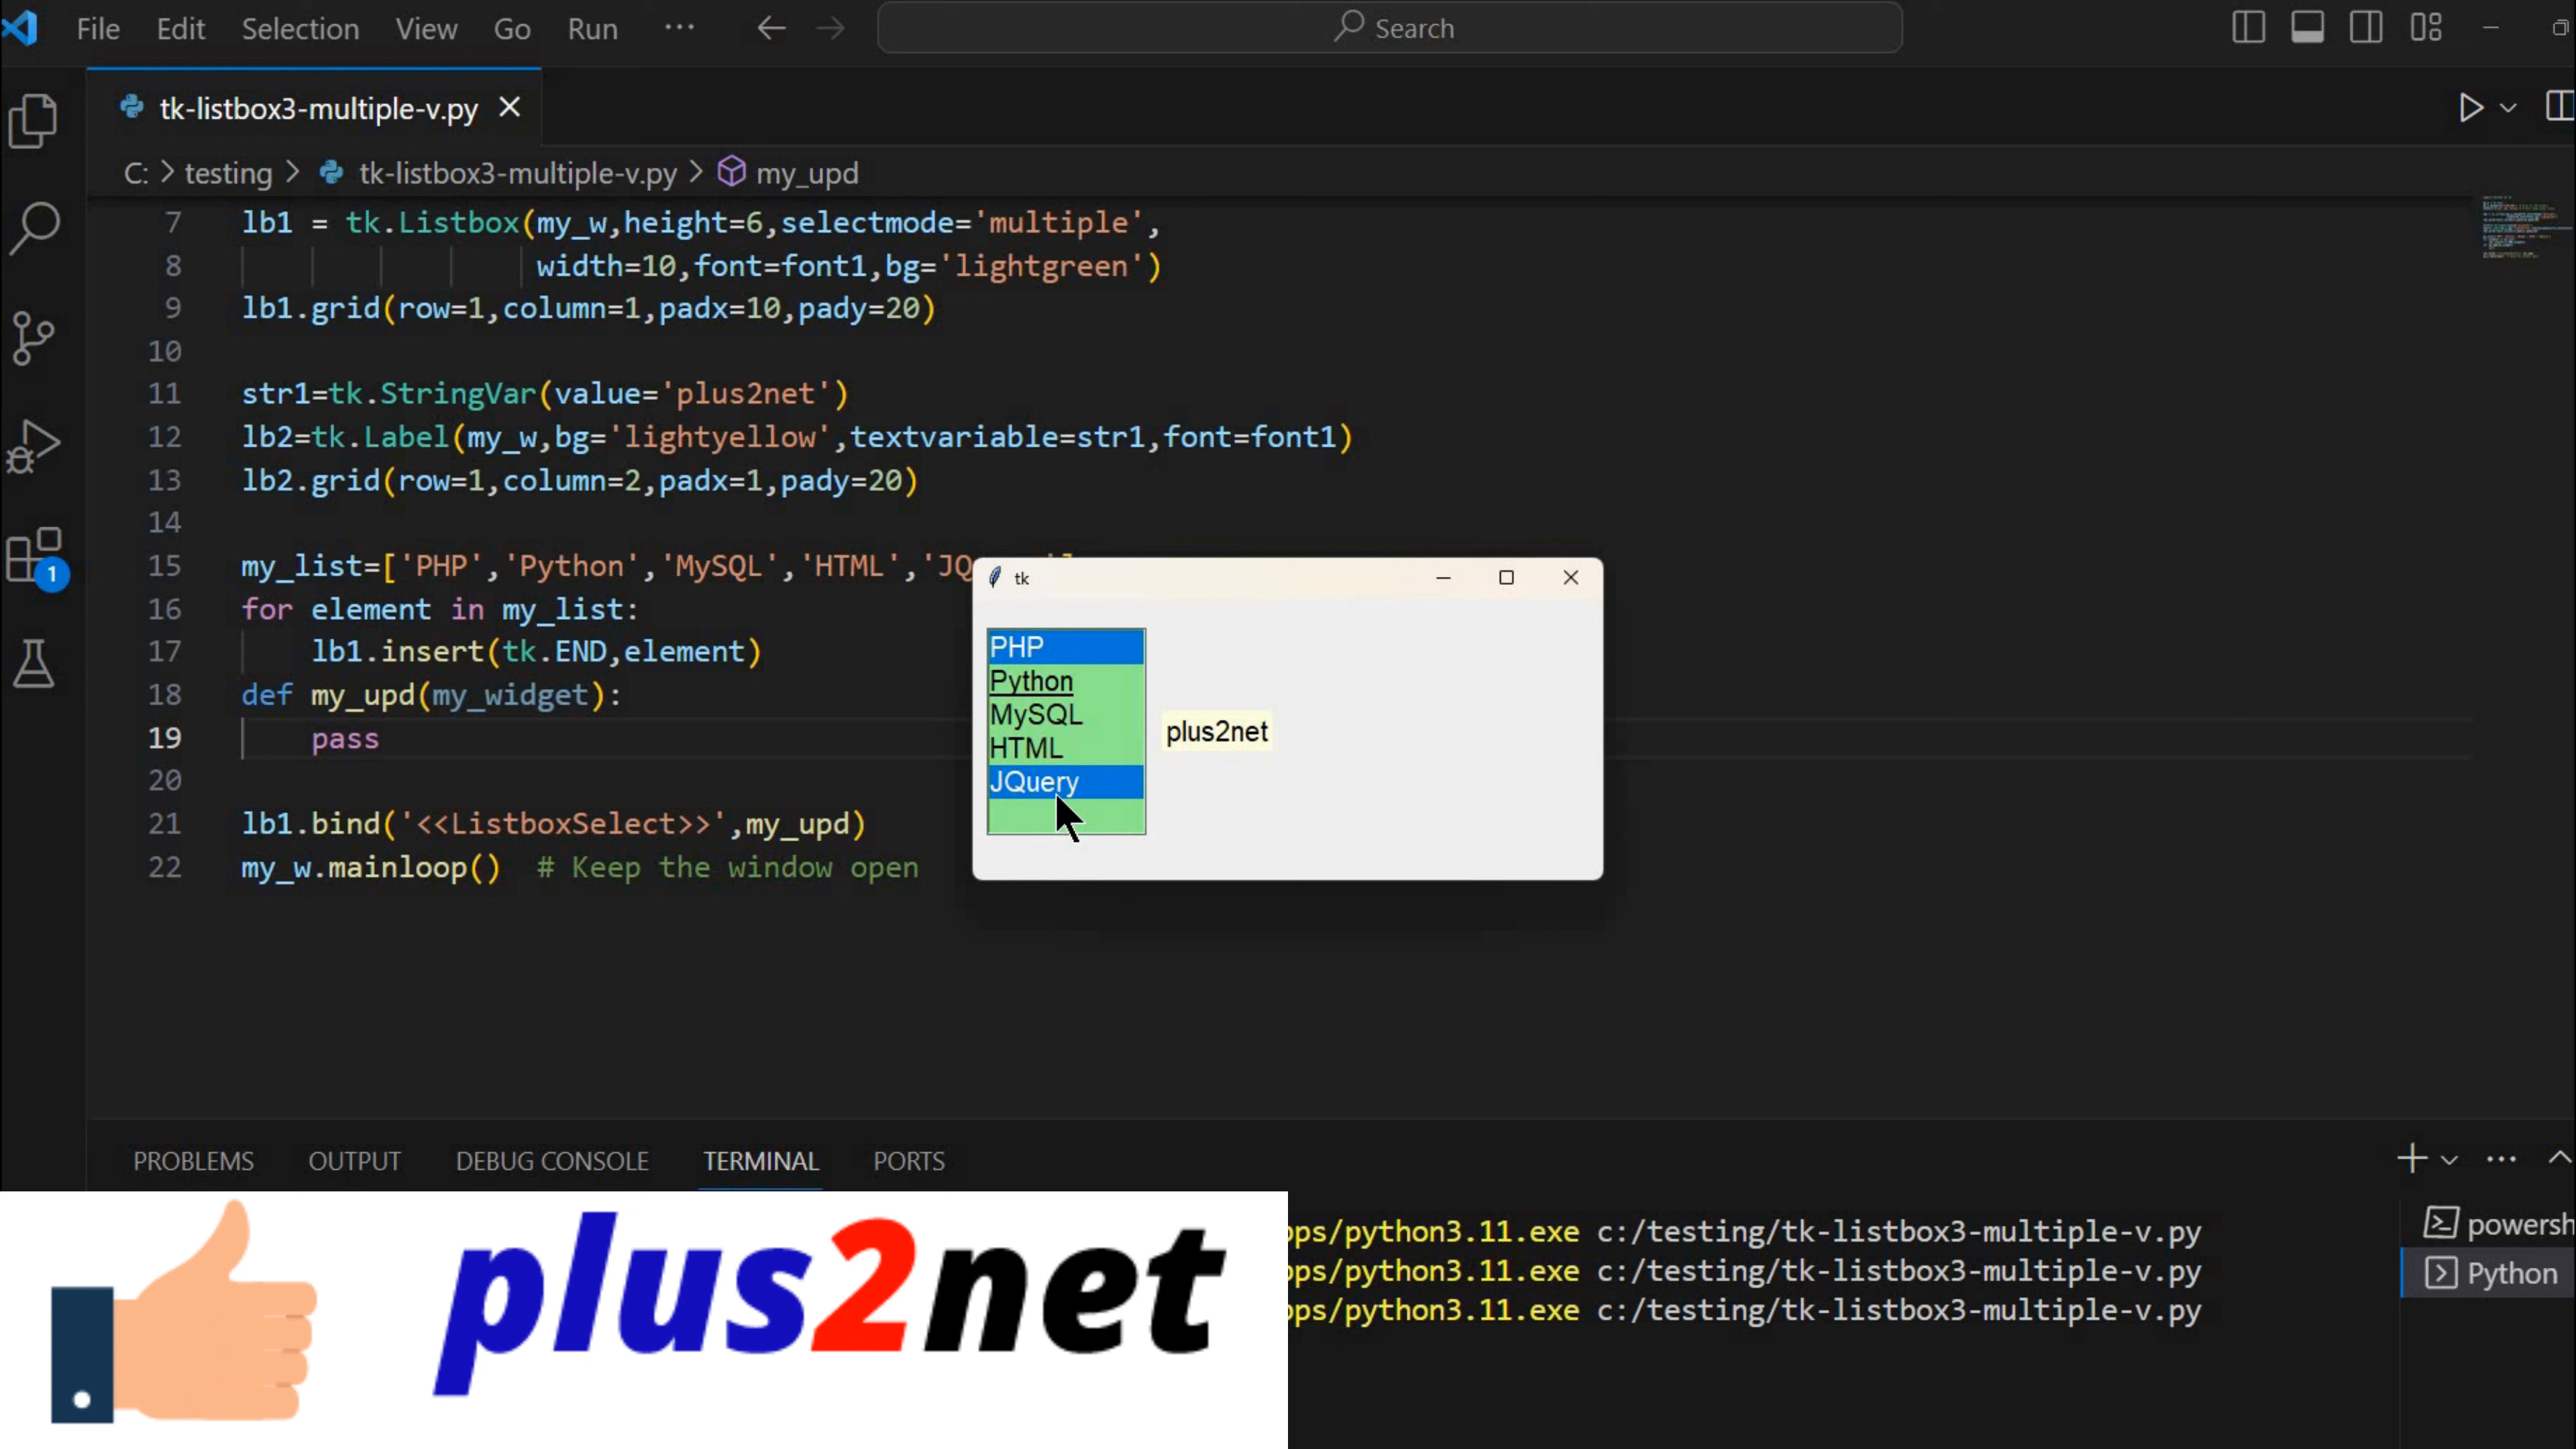 File Edit Selection View Go Run ··· Search
tk-listbox3-multiple-v.py
C: > testing > tk-listbox3-multiple-v.py > my_upd
7 lb1 = tk.Listbox(my_w,height=6,selectmode='multiple',
8 width=10,font=font1,bg='lightgreen')
9 lb1.grid(row=1,column=1,padx=10,pady=20)
10
11 str1=tk.StringVar(value='plus2net')
12 lb2=tk.Label(my_w,bg='lightyellow',textvariable=str1,font=font1)
13 lb2.grid(row=1,column=2,padx=1,pady=20)
14
15 my_list=['PHP','Python','MySQL','HTML','JQ
16 for element in my_list:
17 lb1.insert(tk.END,element)
18 def my_upd(my_widget):
19 pass
20
21 lb1.bind('<<ListboxSelect>>',my_upd)
22 my_w.mainloop() # Keep the window open
tk
PHP
Python
MySQL
HTML
JQuery
plus2net
1
PROBLEMS OUTPUT DEBUG CONSOLE TERMINAL PORTS
pps/python3.11.exe c:/testing/tk-listbox3-multiple-v.py
pps/python3.11.exe c:/testing/tk-listbox3-multiple-v.py
pps/python3.11.exe c:/testing/tk-listbox3-multiple-v.py
powersh
Python
plus2net